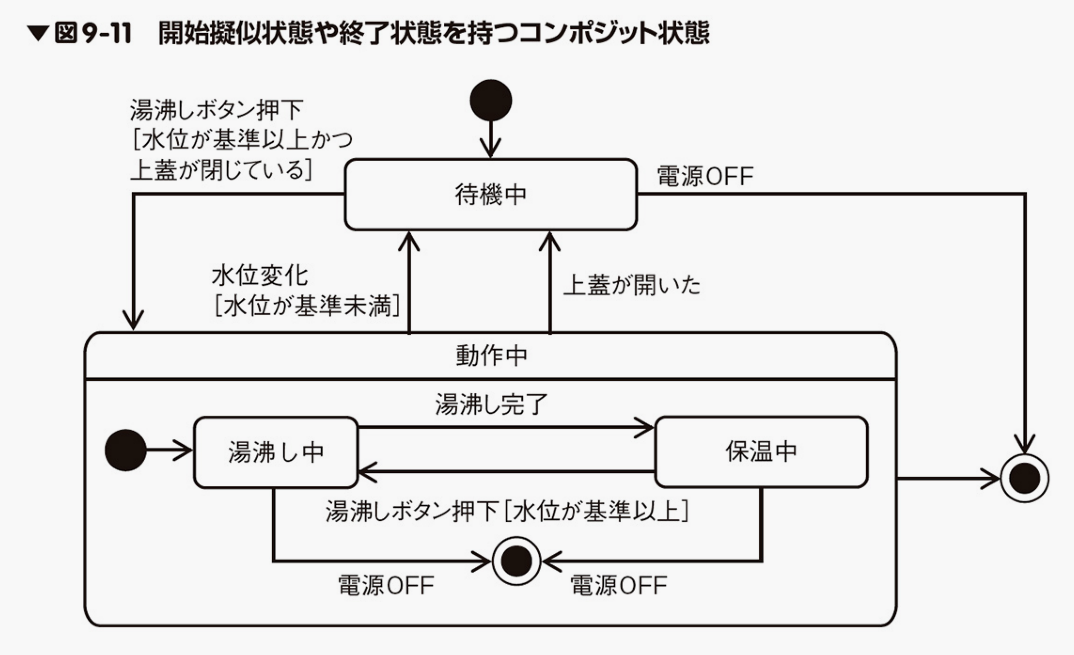 ▼図9-11　開始擬似状態や終了状態を持つコンポジット状態
湯沸しボタン押下
[水位が基準以上かつ
上蓋が閉じている]
待機中
電源OFF
水位変化
[水位が基準未満]
上蓋が開いた
動作中
湯沸し完了
湯沸し中
保温中
湯沸しボタン押下[水位が基準以上]
電源OFF
電源OFF